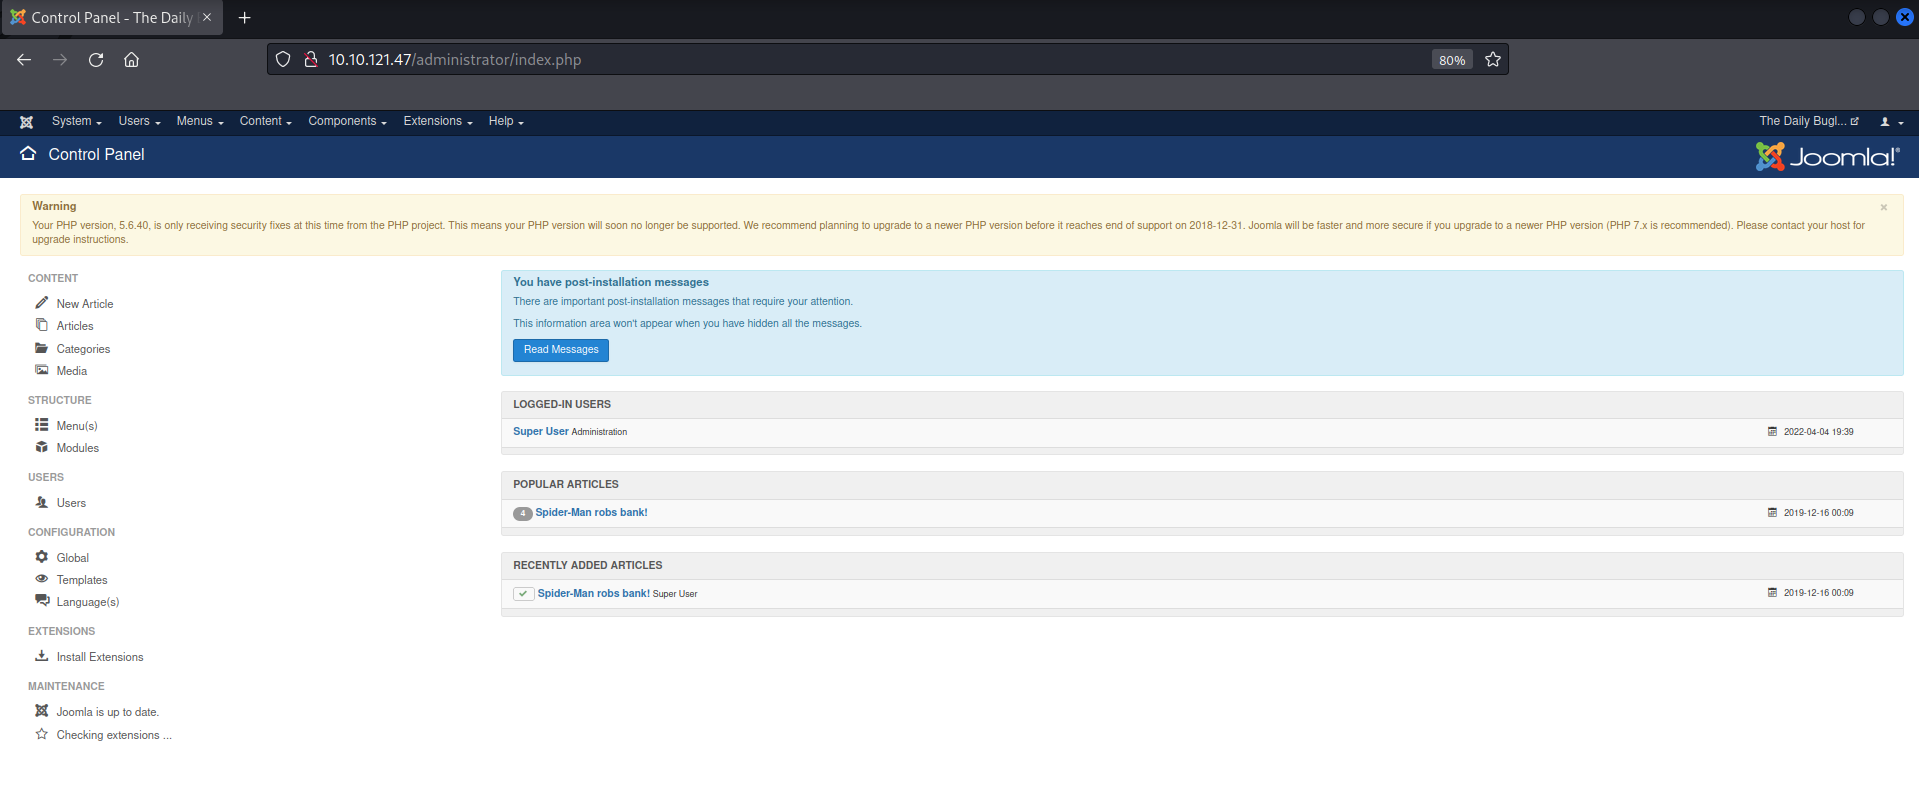 Control Panel - The Daily
10.10.121.47/administrator/index.php
80%
System Users Menus Content Components Extensions Help
The Daily Bugl...
Control Panel
Joomla!®
Warning
Your PHP version, 5.6.40, is only receiving security fixes at this time from the PHP project. This means your PHP version will soon no longer be supported. We recommend planning to upgrade to a newer PHP version before it reaches end of support on 2018-12-31. Joomla will be faster and more secure if you upgrade to a newer PHP version (PHP 7.x is recommended). Please contact your host for
upgrade instructions.
CONTENT
New Article
Articles
Categories
Media
STRUCTURE
Menu(s)
Modules
USERS
Users
CONFIGURATION
Global
Templates
Language(s)
EXTENSIONS
Install Extensions
MAINTENANCE
Joomla is up to date.
Checking extensions ...
You have post-installation messages
There are important post-installation messages that require your attention.
This information area won't appear when you have hidden all the messages.
Read Messages
LOGGED-IN USERS
Super User Administration 2022-04-04 19:39
POPULAR ARTICLES
4 Spider-Man robs bank! 2019-12-16 00:09
RECENTLY ADDED ARTICLES
Spider-Man robs bank! Super User 2019-12-16 00:09